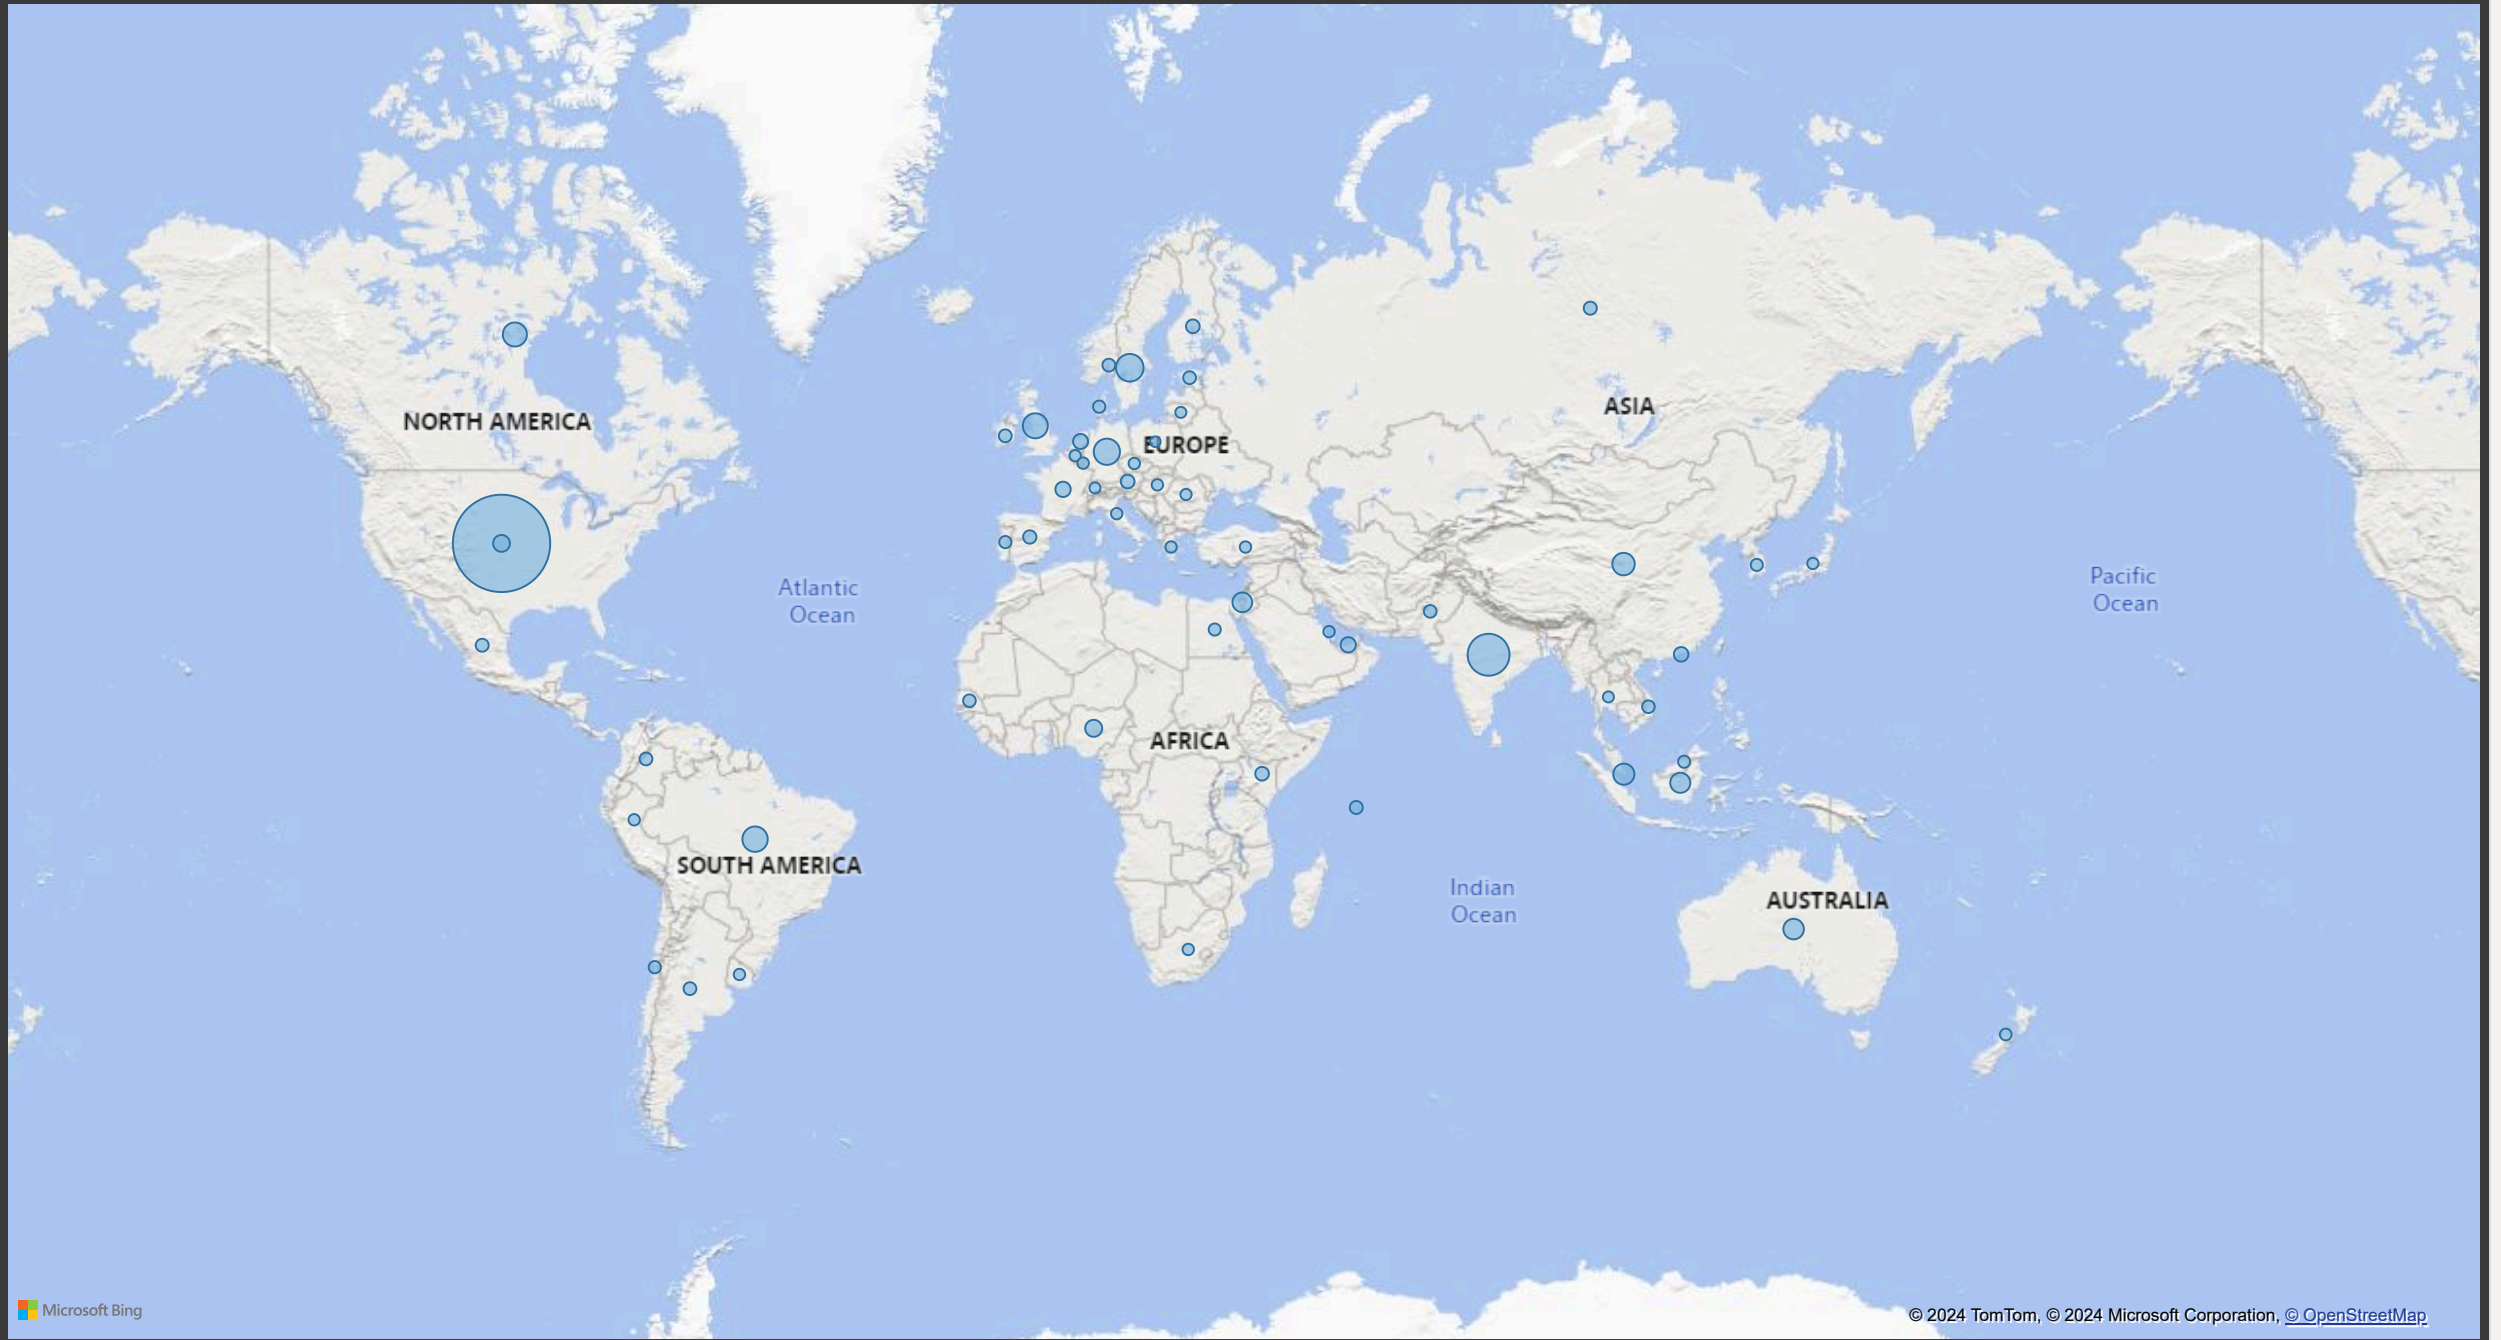 ASIA
NORTH AMERICA
EUROPE
Atlantic
Ocean
Pacific
Ocean
AFRICA
SOUTH AMERICA
Indian
Ocean
AUSTRALIA
Microsoft Bing
© 2024 TomTom, © 2024 Microsoft Corporation, © OpenStreetMap